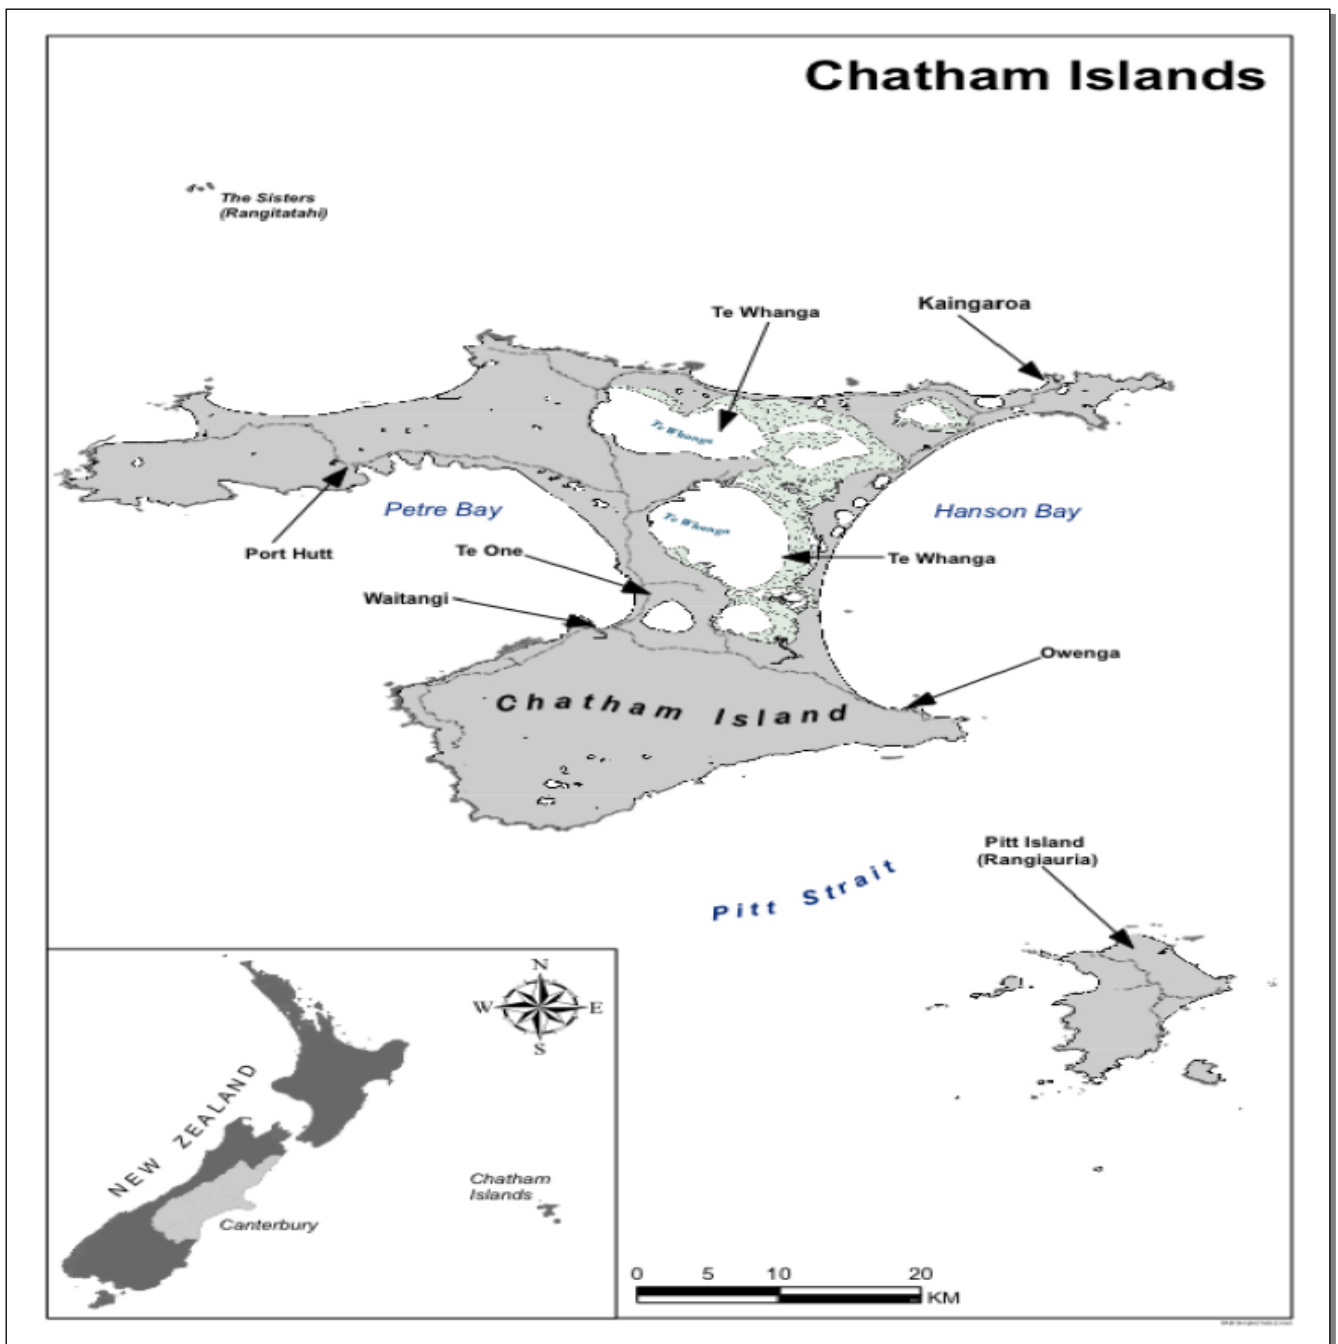 Chatham Islands
The Sisters
(Rangitatahi)
Te Whanga
Kaingaroa
Te Whanga
Petre Bay
Hanson Bay
Te Whanga
Port Hutt
Te One
Te Whanga
Waitangi
Owenga
Chatham Island
Pitt Island
(Rangiauria)
Pitt Strait
N
W
E
S
NEW ZEALAND
Chatham
Islands
Canterbury
0 5 10 20
KM